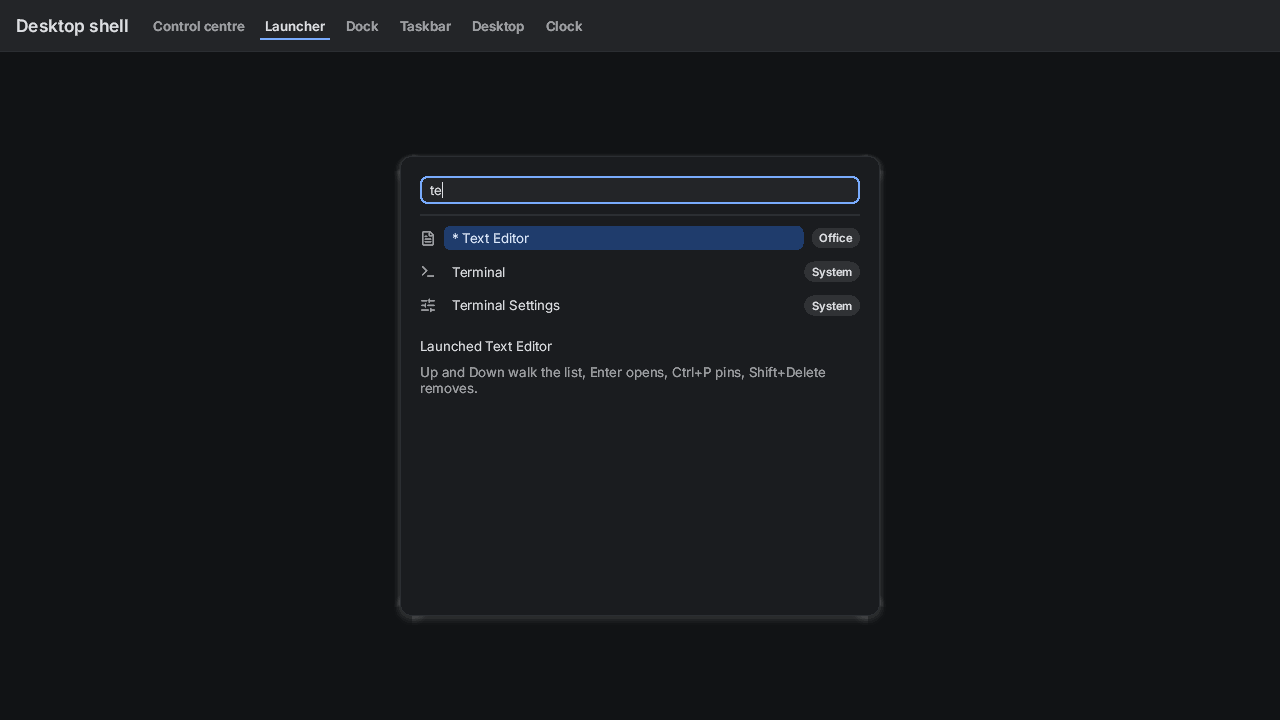 Desktop shell Control centre Launcher Dock Taskbar Desktop Clock
te
* Text Editor Office
Terminal System
Terminal Settings System
Launched Text Editor
Up and Down walk the list, Enter opens, Ctrl+P pins, Shift+Delete
removes.